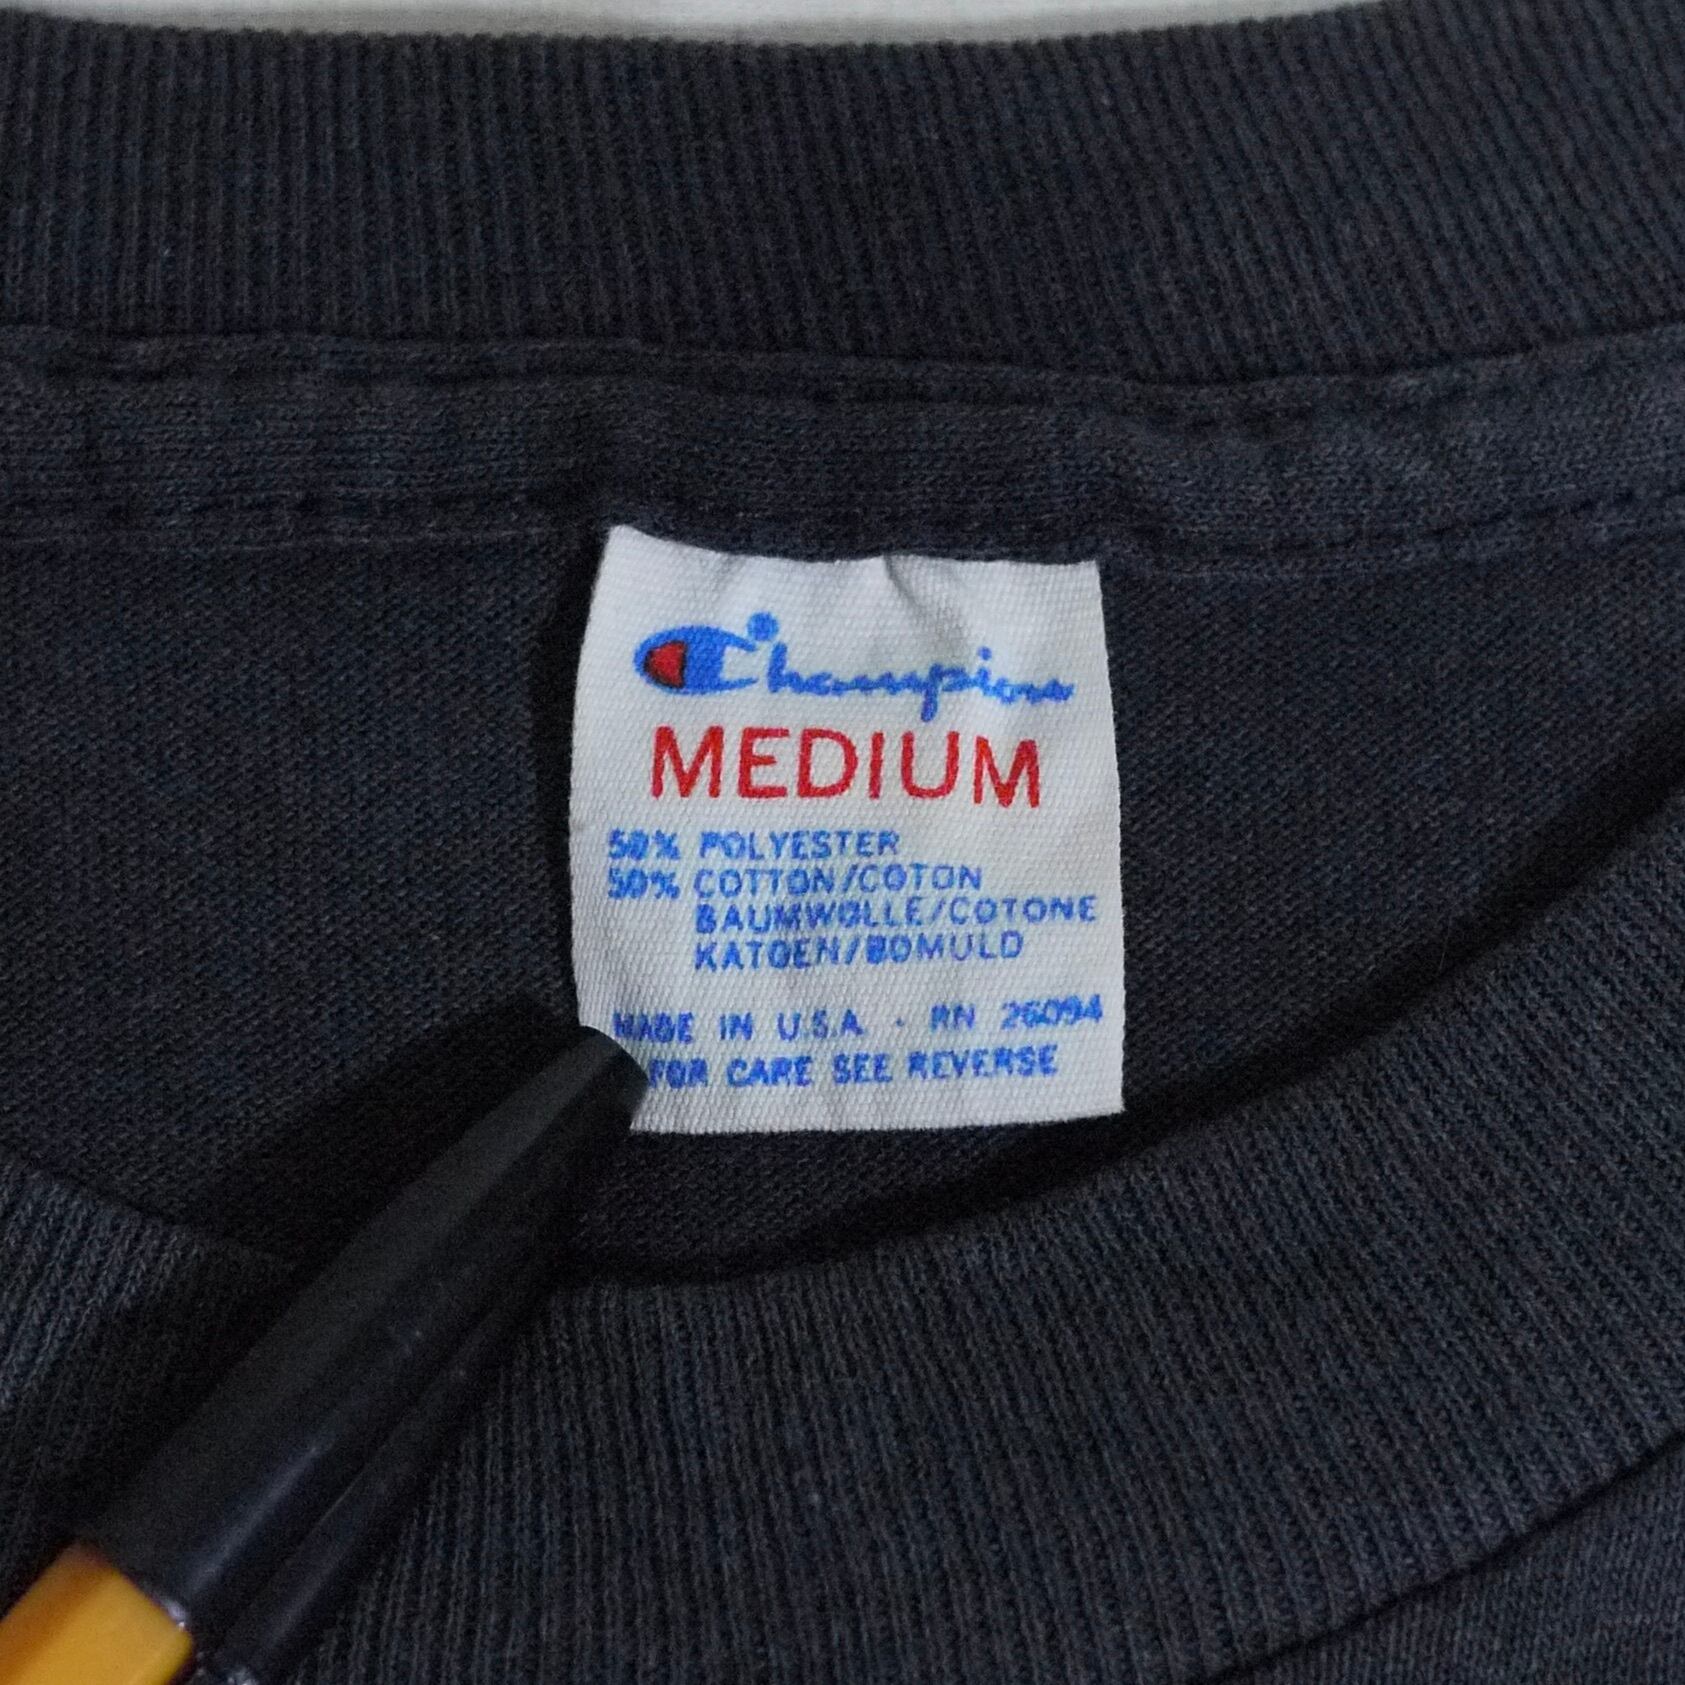 Champion
MEDIUM
50% POLYESTER
50% COTTON/COTON
BAUMWOLLE/COTONE
KATOEN/BOMULD
MADE IN U.S.A. - RN 26094
FOR CARE SEE REVERSE